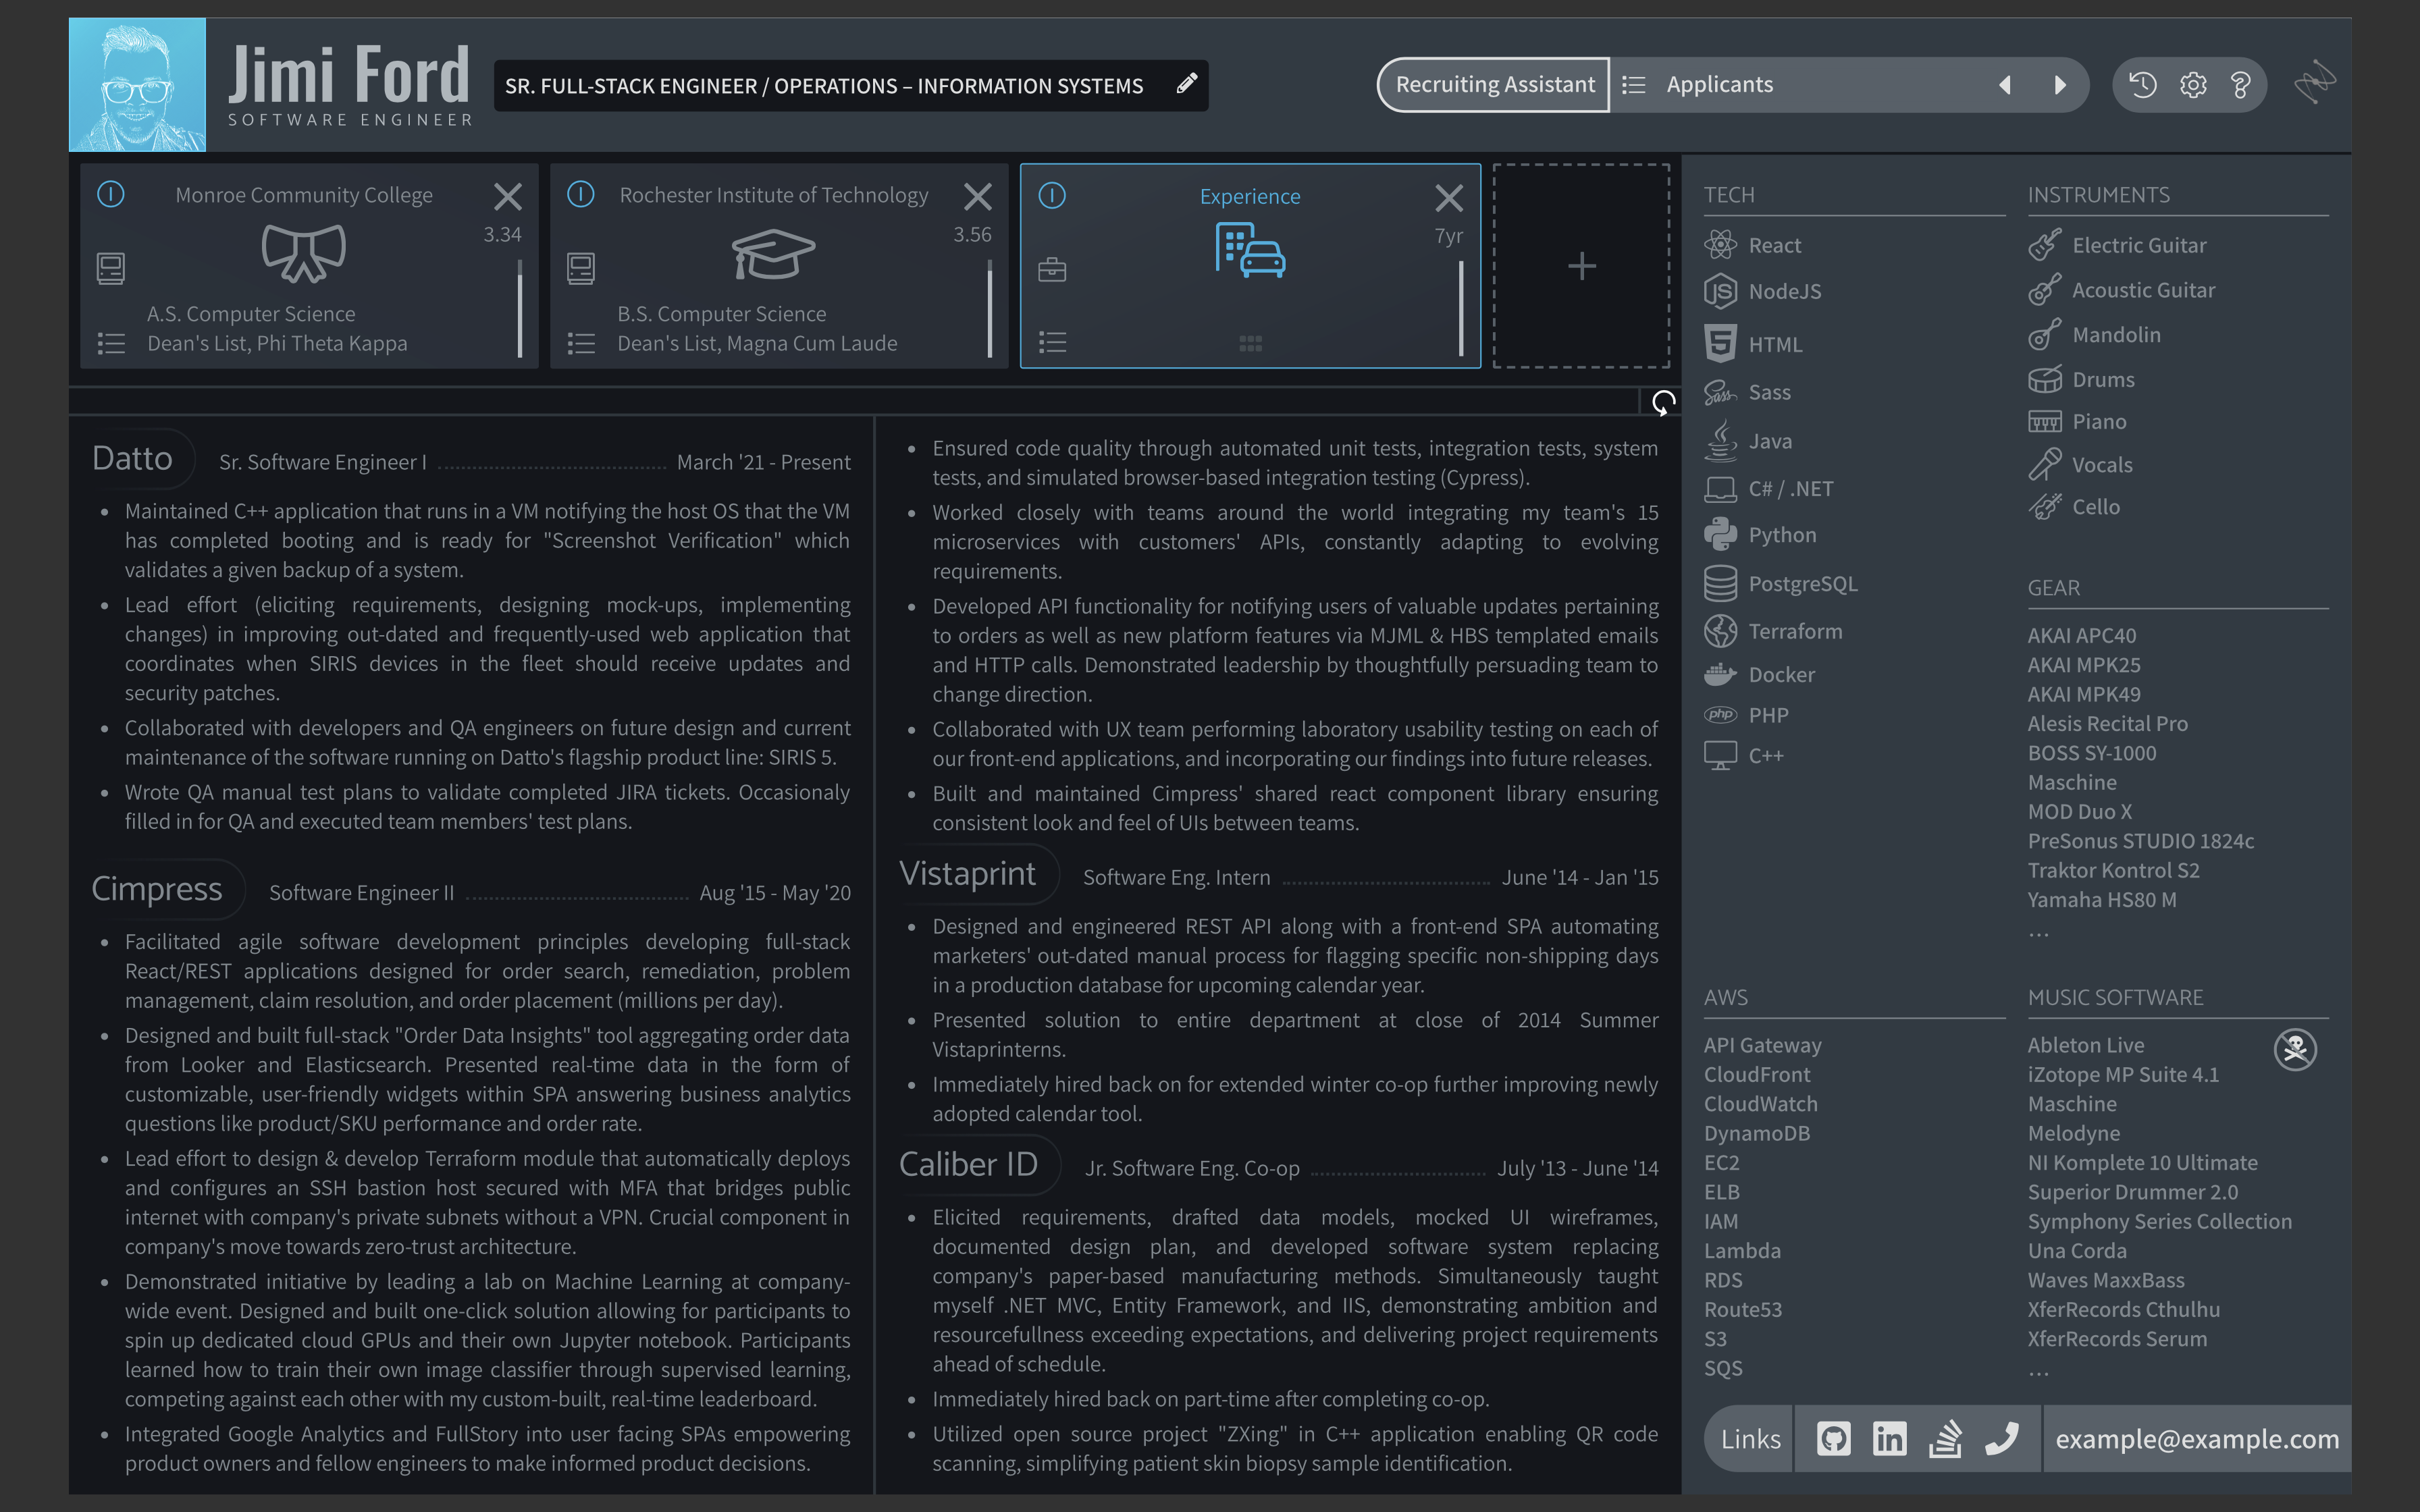 Jimi Ford
SOFTWARE ENGINEER
SR. FULL-STACK ENGINEER / OPERATIONS – INFORMATION SYSTEMS
Recruiting Assistant
Applicants
Monroe Community College
3.34
A.S. Computer Science
Dean's List, Phi Theta Kappa
Rochester Institute of Technology
3.56
B.S. Computer Science
Dean's List, Magna Cum Laude
Experience
7yr
+
Datto
Sr. Software Engineer I
March '21 - Present
• Maintained C++ application that runs in a VM notifying the host OS that the VM
has completed booting and is ready for "Screenshot Verification" which
validates a given backup of a system.
• Lead effort (eliciting requirements, designing mock-ups, implementing
changes) in improving out-dated and frequently-used web application that
coordinates when SIRIS devices in the fleet should receive updates and
security patches.
• Collaborated with developers and QA engineers on future design and current
maintenance of the software running on Datto's flagship product line: SIRIS 5.
• Wrote QA manual test plans to validate completed JIRA tickets. Occasionaly
filled in for QA and executed team members' test plans.
Cimpress
Software Engineer II
Aug '15 - May '20
• Facilitated agile software development principles developing full-stack
React/REST applications designed for order search, remediation, problem
management, claim resolution, and order placement (millions per day).
• Designed and built full-stack "Order Data Insights" tool aggregating order data
from Looker and Elasticsearch. Presented real-time data in the form of
customizable, user-friendly widgets within SPA answering business analytics
questions like product/SKU performance and order rate.
• Lead effort to design & develop Terraform module that automatically deploys
and configures an SSH bastion host secured with MFA that bridges public
internet with company's private subnets without a VPN. Crucial component in
company's move towards zero-trust architecture.
• Demonstrated initiative by leading a lab on Machine Learning at company-
wide event. Designed and built one-click solution allowing for participants to
spin up dedicated cloud GPUs and their own Jupyter notebook. Participants
learned how to train their own image classifier through supervised learning,
competing against each other with my custom-built, real-time leaderboard.
• Integrated Google Analytics and FullStory into user facing SPAs empowering
product owners and fellow engineers to make informed product decisions.
• Ensured code quality through automated unit tests, integration tests, system
tests, and simulated browser-based integration testing (Cypress).
• Worked closely with teams around the world integrating my team's 15
microservices with customers' APIs, constantly adapting to evolving
requirements.
• Developed API functionality for notifying users of valuable updates pertaining
to orders as well as new platform features via MJML & HBS templated emails
and HTTP calls. Demonstrated leadership by thoughtfully persuading team to
change direction.
• Collaborated with UX team performing laboratory usability testing on each of
our front-end applications, and incorporating our findings into future releases.
• Built and maintained Cimpress' shared react component library ensuring
consistent look and feel of UIs between teams.
Vistaprint
Software Eng. Intern
June '14 - Jan '15
• Designed and engineered REST API along with a front-end SPA automating
marketers' out-dated manual process for flagging specific non-shipping days
in a production database for upcoming calendar year.
• Presented solution to entire department at close of 2014 Summer
Vistaprinterns.
• Immediately hired back on for extended winter co-op further improving newly
adopted calendar tool.
Caliber ID
Jr. Software Eng. Co-op
July '13 - June '14
• Elicited requirements, drafted data models, mocked UI wireframes,
documented design plan, and developed software system replacing
company's paper-based manufacturing methods. Simultaneously taught
myself .NET MVC, Entity Framework, and IIS, demonstrating ambition and
resourcefullness exceeding expectations, and delivering project requirements
ahead of schedule.
• Immediately hired back on part-time after completing co-op.
• Utilized open source project "ZXing" in C++ application enabling QR code
scanning, simplifying patient skin biopsy sample identification.
TECH
React
NodeJS
HTML
Sass
Java
C# / .NET
Python
PostgreSQL
Terraform
Docker
PHP
C++
INSTRUMENTS
Electric Guitar
Acoustic Guitar
Mandolin
Drums
Piano
Vocals
Cello
GEAR
AKAI APC40
AKAI MPK25
AKAI MPK49
Alesis Recital Pro
BOSS SY-1000
Maschine
MOD Duo X
PreSonus STUDIO 1824c
Traktor Kontrol S2
Yamaha HS80 M
...
AWS
API Gateway
CloudFront
CloudWatch
DynamoDB
EC2
ELB
IAM
Lambda
RDS
Route53
S3
SQS
MUSIC SOFTWARE
Ableton Live
iZotope MP Suite 4.1
Maschine
Melodyne
NI Komplete 10 Ultimate
Superior Drummer 2.0
Symphony Series Collection
Una Corda
Waves MaxxBass
XferRecords Cthulhu
XferRecords Serum
...
Links
example@example.com